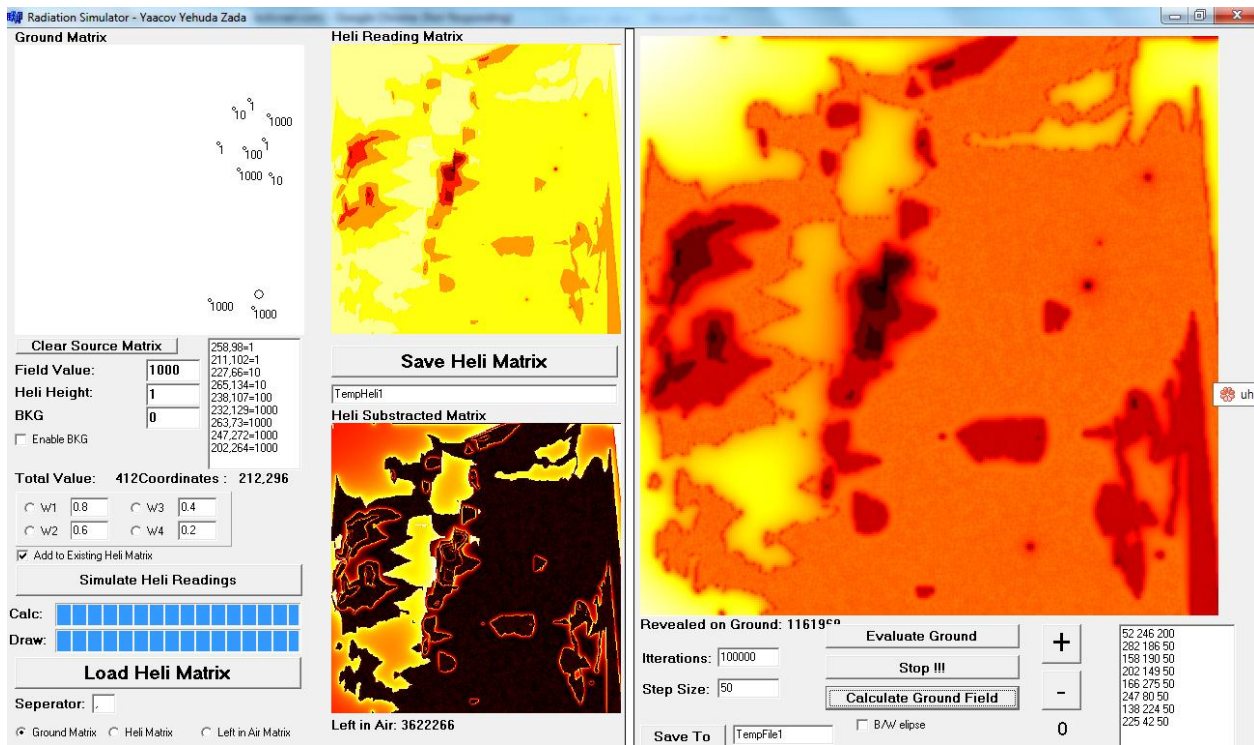 Radiation Simulator - Yaacov Yehuda Zada
Ground Matrix
10 1
1000
1
100 1
1000 10
1000
1000
Clear Source Matrix
Field Value: 1000
Heli Height: 1
BKG 0
Enable BKG
258,98=1
211,102=1
227,66=10
265,134=10
238,107=100
232,129=1000
263,73=1000
247,272=1000
202,264=1000
Total Value: 412Coordinates : 212,296
W1 0.8 W3 0.4
W2 0.6 W4 0.2
Add to Existing Heli Matrix
Simulate Heli Readings
Calc:
Draw:
Load Heli Matrix
Seperator: ,
Ground Matrix Heli Matrix Left in Air Matrix
Heli Reading Matrix
Save Heli Matrix
TempHeli1
Heli Substracted Matrix
Left in Air: 3622266
Revealed on Ground:
Itterations: 100000
Step Size: 50
Save To TempFile1
Evaluate Ground
Stop !!!
Calculate Ground Field
B/W elipse
+
-
0
52 246 200
282 186 50
158 190 50
202 149 50
166 275 50
247 80 50
138 224 50
225 42 50
uh